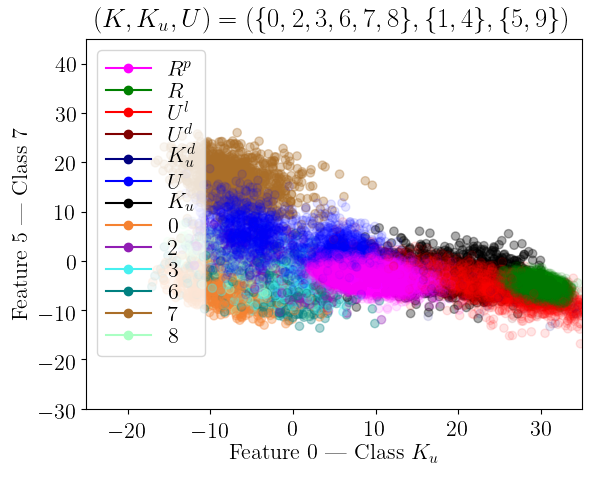 (K, K_u, U) = ({0, 2, 3, 6, 7, 8}, {1, 4}, {5, 9})
40
30
20
10
0
−10
−20
−30
Feature 5 — Class 7
R^p
R
U^l
U^d
K_u^d
U
K_u
0
2
3
6
7
8
−20
−10
0
10
20
30
Feature 0 — Class K_u